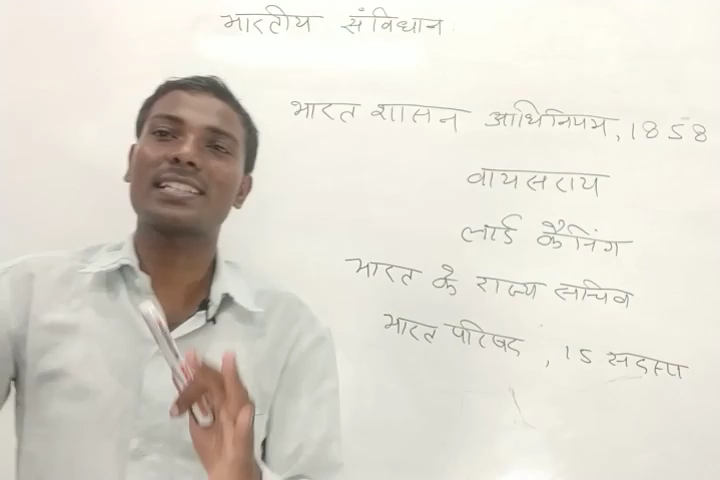 भारतीय संविधान
भारत शासन अधिनियम, 1858
वायसराय
लार्ड कैनिंग
भारत के राज्य सचिव
भारत परिषद, 15 सदस्य